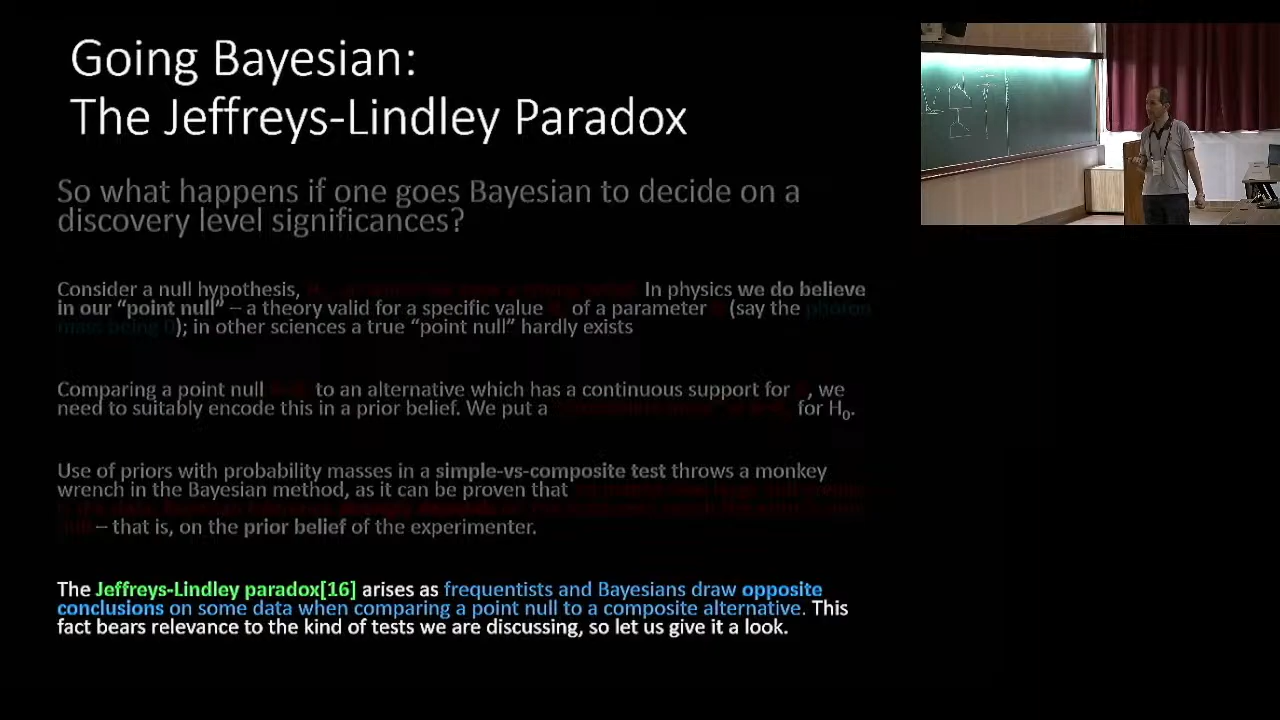 Going Bayesian:
The Jeffreys-Lindley Paradox
So what happens if one goes Bayesian to decide on a
discovery level significances?
Consider a null hypothesis, In physics we do believe
in our “point null” – a theory valid for a specific value of a parameter (say the photon
mass being 0); in other sciences a true “point null” hardly exists
Comparing a point null to an alternative which has a continuous support for , we
need to suitably encode this in a prior belief. We put a for H₀.
Use of priors with probability masses in a simple-vs-composite test throws a monkey
wrench in the Bayesian method, as it can be proven that
– that is, on the prior belief of the experimenter.
The Jeffreys-Lindley paradox[16] arises as frequentists and Bayesians draw opposite
conclusions on some data when comparing a point null to a composite alternative. This
fact bears relevance to the kind of tests we are discussing, so let us give it a look.